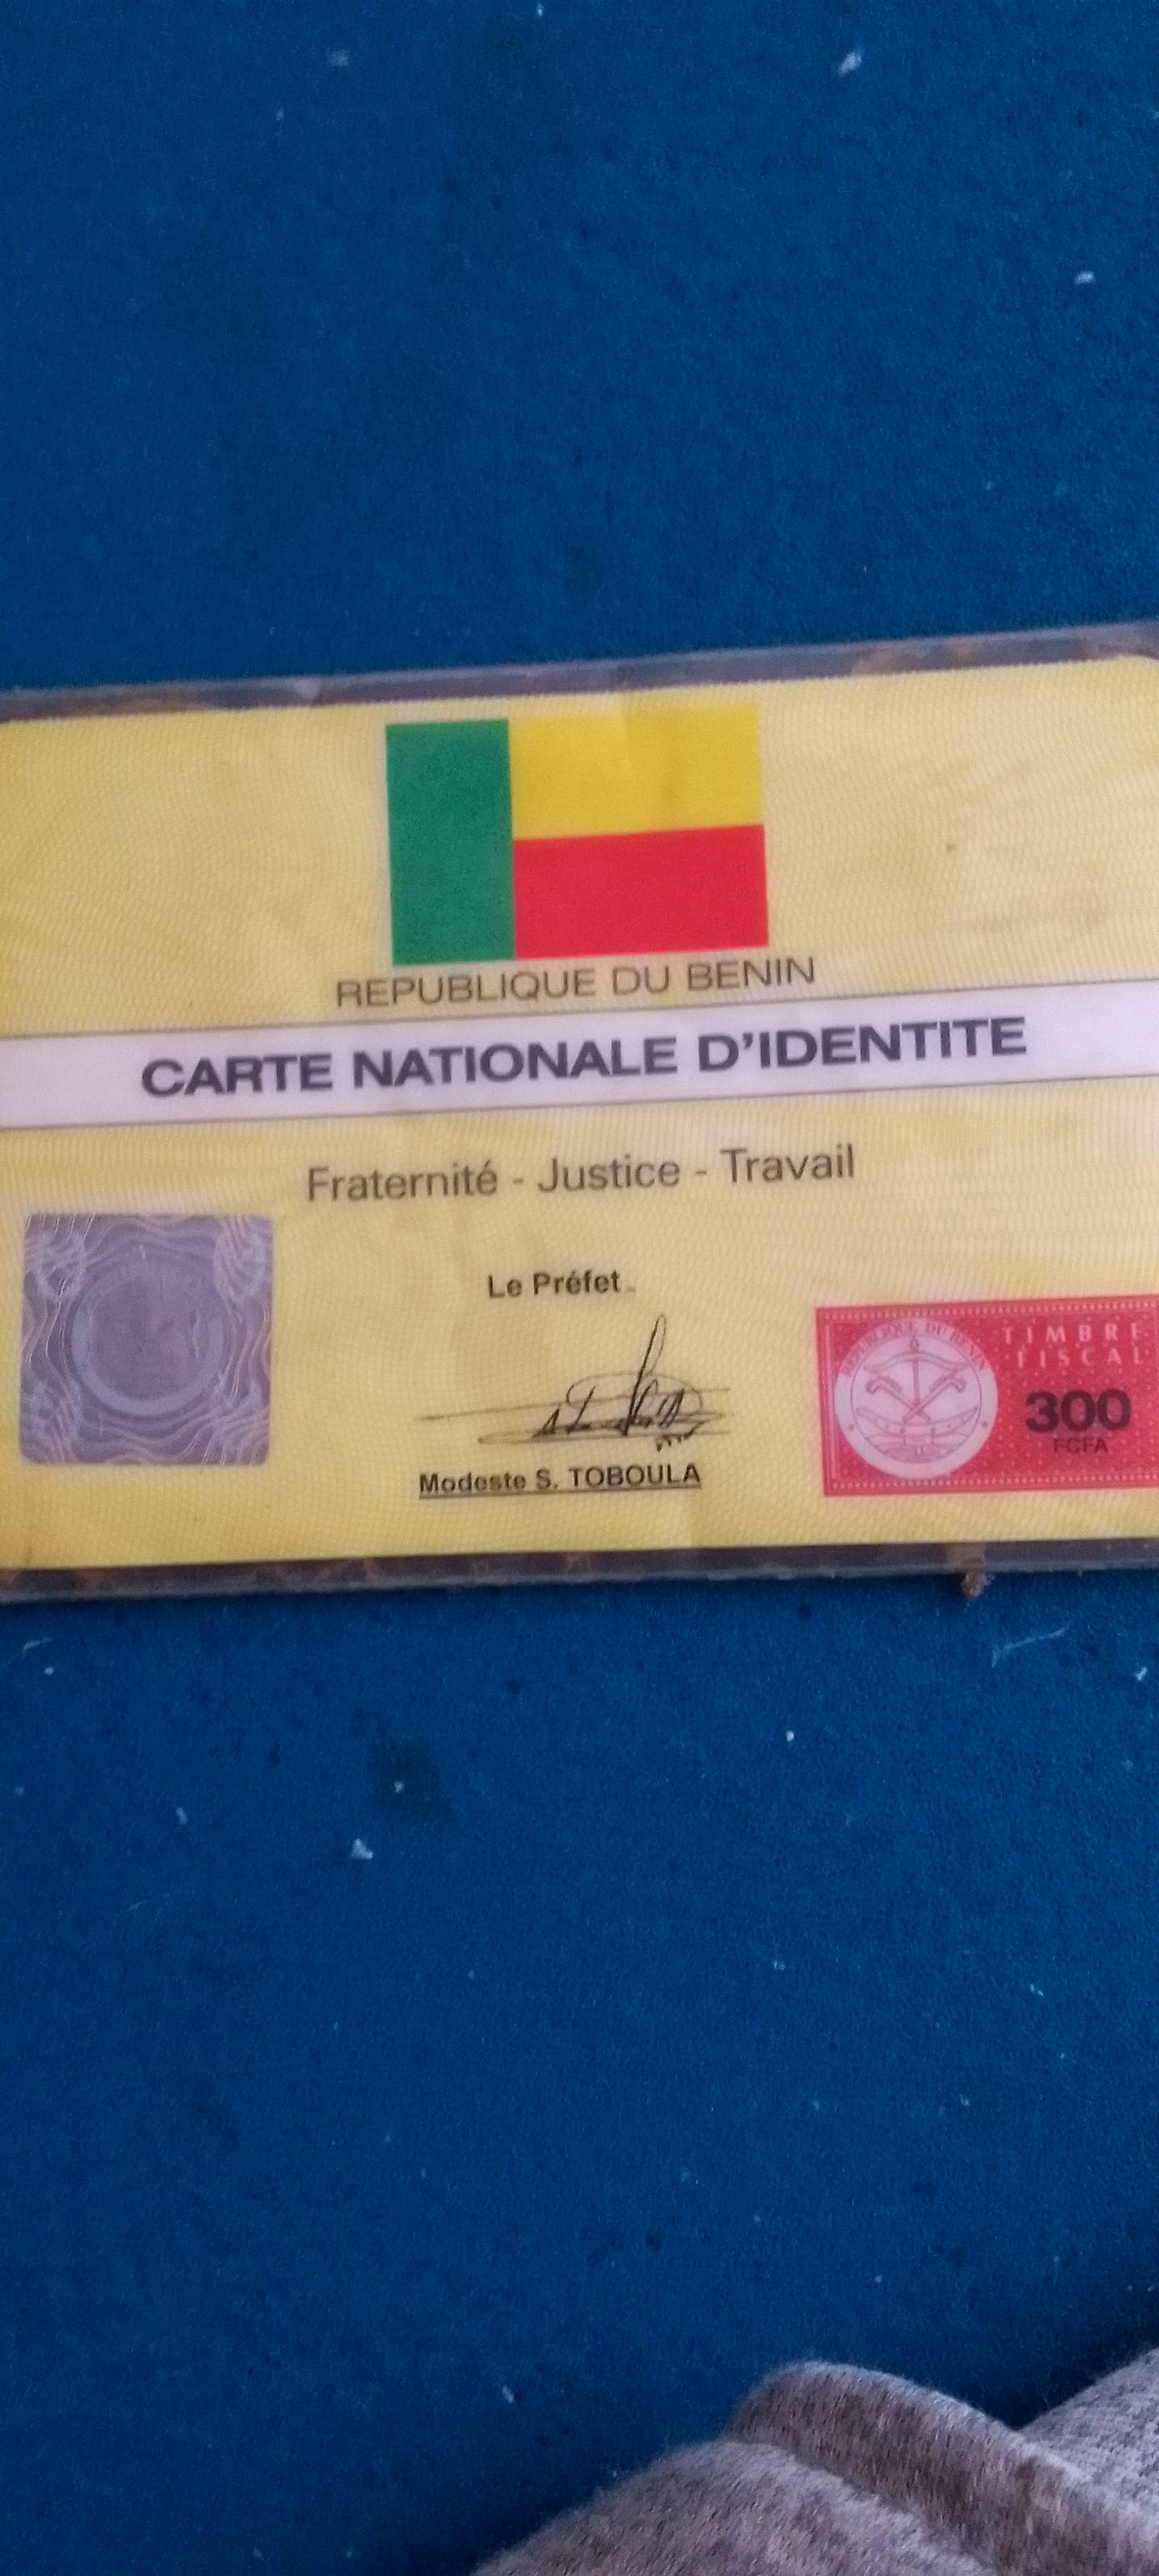 REPUBLIQUE DU BENIN
CARTE NATIONALE D'IDENTITE
Fraternité - Justice - Travail
Le Préfet
Modeste S. TOBOULA
REPUBLIQUE DU BENIN
TIMBRE
FISCAL
300
FCFA